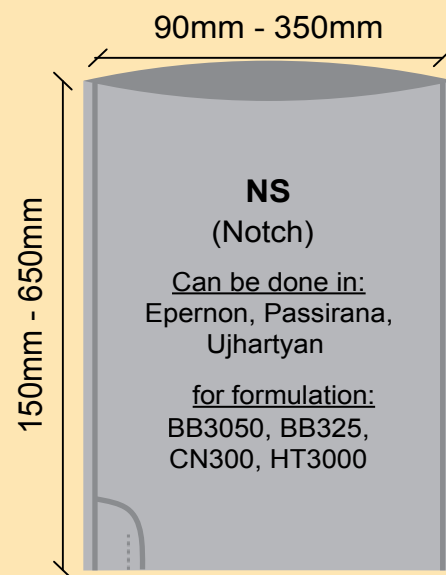 90mm - 350mm
150mm - 650mm
NS
(Notch)
Can be done in:
Epernon, Passirana,
Ujhartyan
for formulation:
BB3050, BB325,
CN300, HT3000